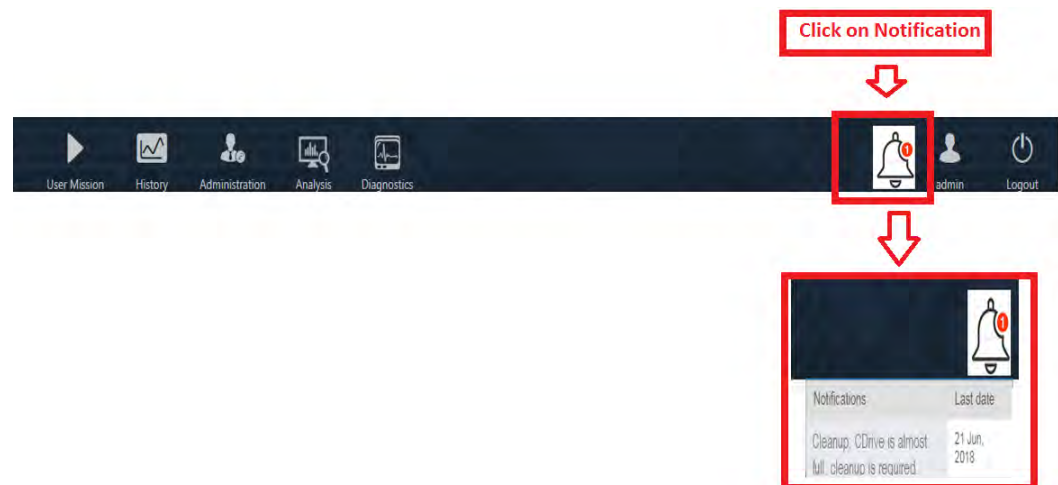 Click on Notification
1
User Mission History Administration Analysis Diagnostics admin Logout
1
Notifications Last date
Cleanup, CDrive is almost 21 Jun,
full, cleanup is required 2018